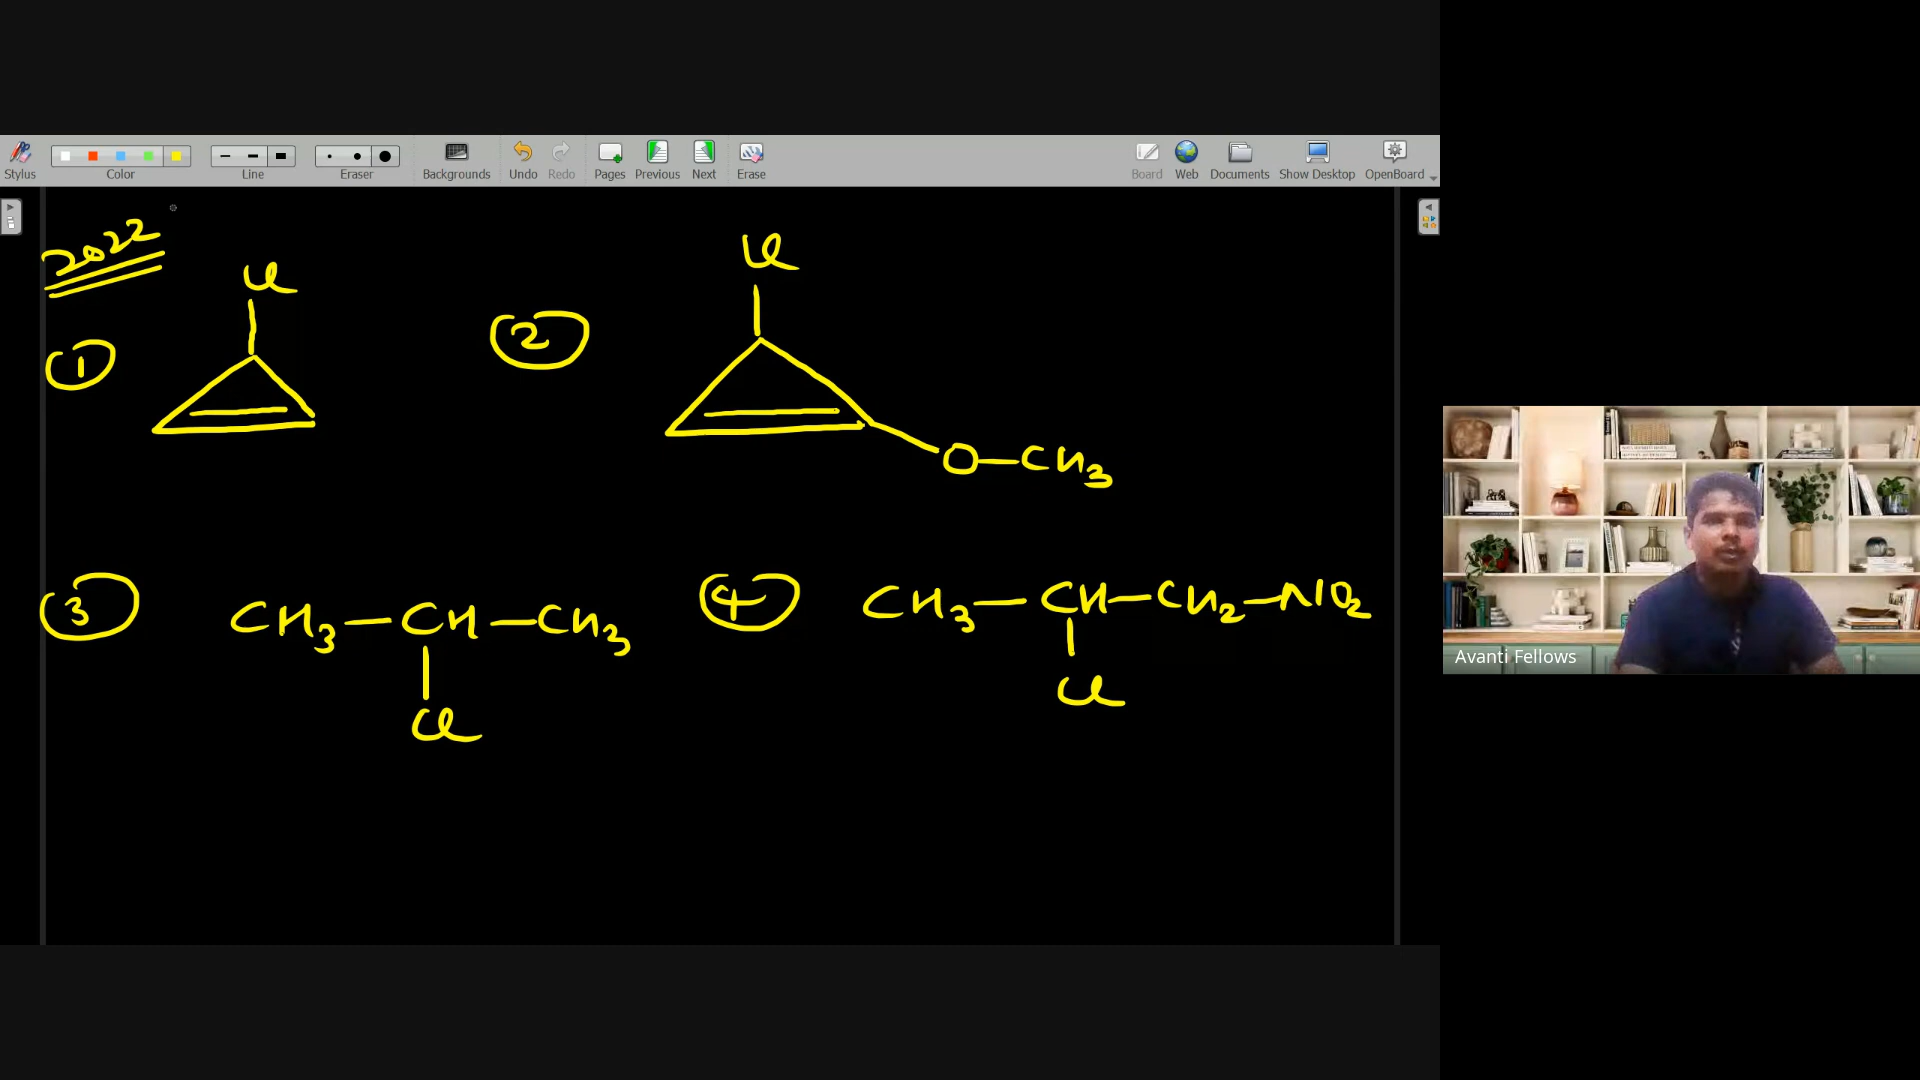 Stylus Color Line Eraser Backgrounds Undo Redo Pages Previous Next Erase Board Web Documents Show Desktop OpenBoard
2022
Cl
Cl
1
2
O-CH3
3 CH3-CH-CH3
4 CH3-CH-CH2-NO2
Cl
Cl
Avanti Fellows